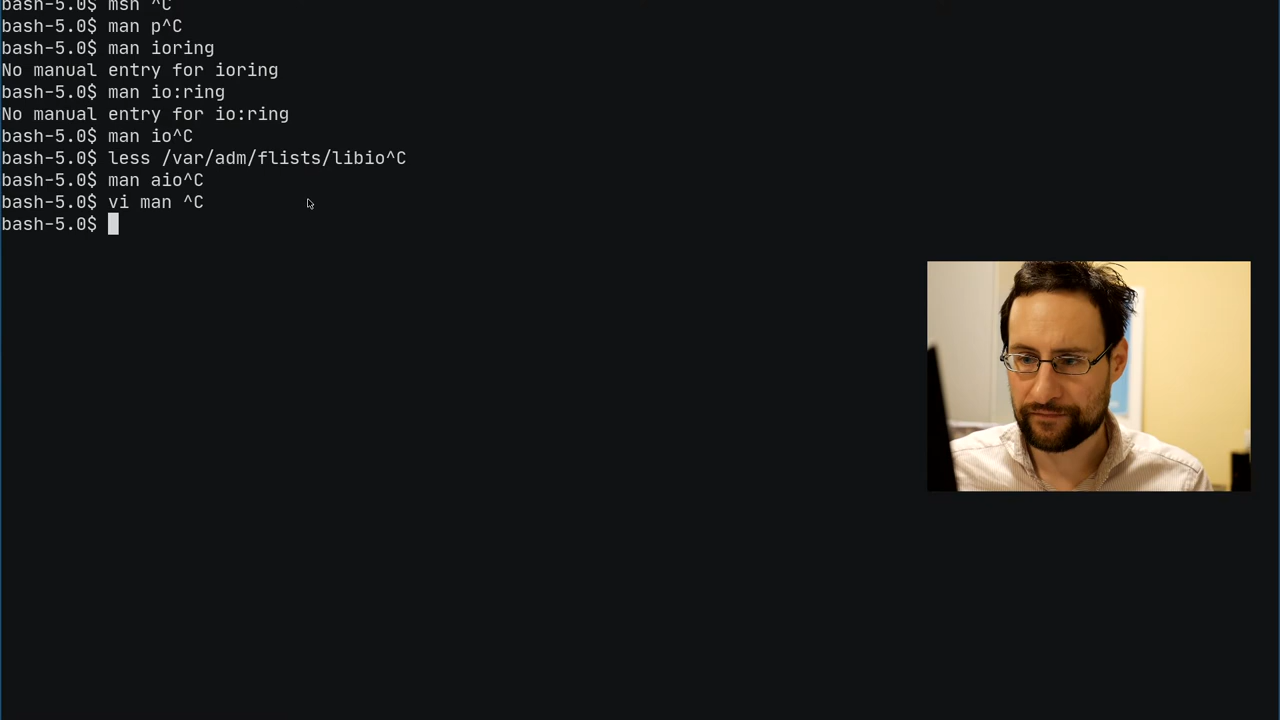 bash-5.0$ msh ^C
bash-5.0$ man p^C
bash-5.0$ man ioring
No manual entry for ioring
bash-5.0$ man io:ring
No manual entry for io:ring
bash-5.0$ man io^C
bash-5.0$ less /var/adm/flists/libio^C
bash-5.0$ man aio^C
bash-5.0$ vi man ^C
bash-5.0$